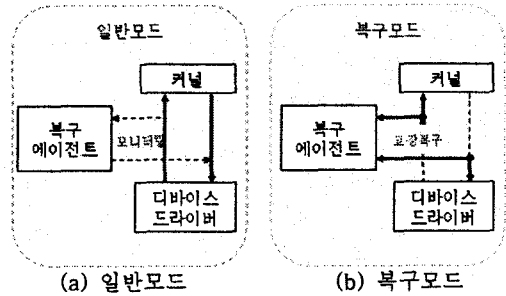 일반모드
커널
복구
에이전트
모니터링
디바이스
드라이버
(a) 일반모드
복구모드
커널
복구
에이전트
고장복구
디바이스
드라이버
(b) 복구모드